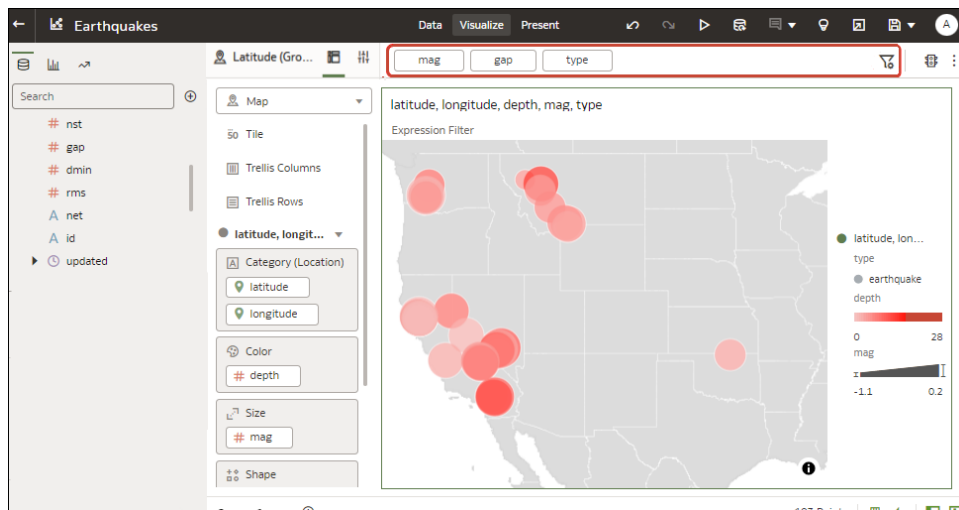 Earthquakes
Data Visualize Present
A
Latitude (Gro...
mag gap type
Search
# nst
# gap
# dmin
# rms
A net
A id
updated
Map
50 Tile
Trellis Columns
Trellis Rows
latitude, longit...
A Category (Location)
latitude
longitude
Color
# depth
Size
# mag
Shape
latitude, longitude, depth, mag, type
Expression Filter
latitude, lon...
type
earthquake
depth
0 28
mag
-1.1 0.2